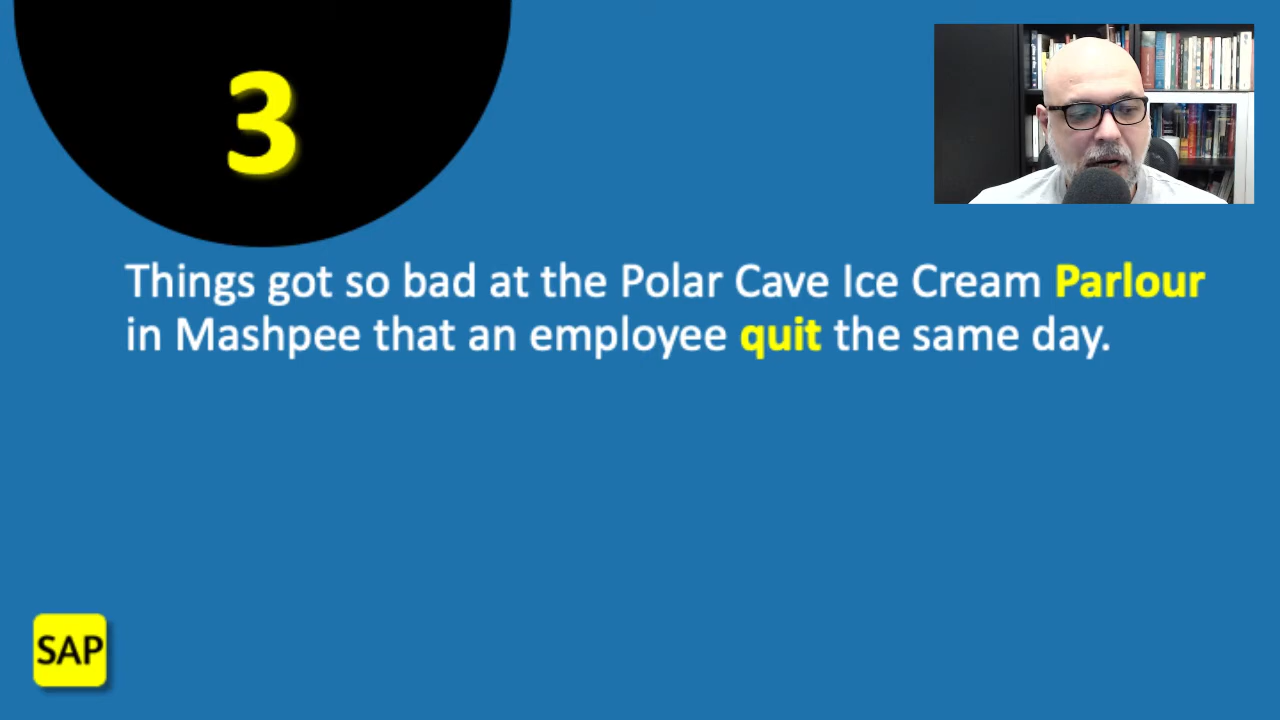 3
Things got so bad at the Polar Cave Ice Cream Parlour
in Mashpee that an employee quit the same day.
SAP